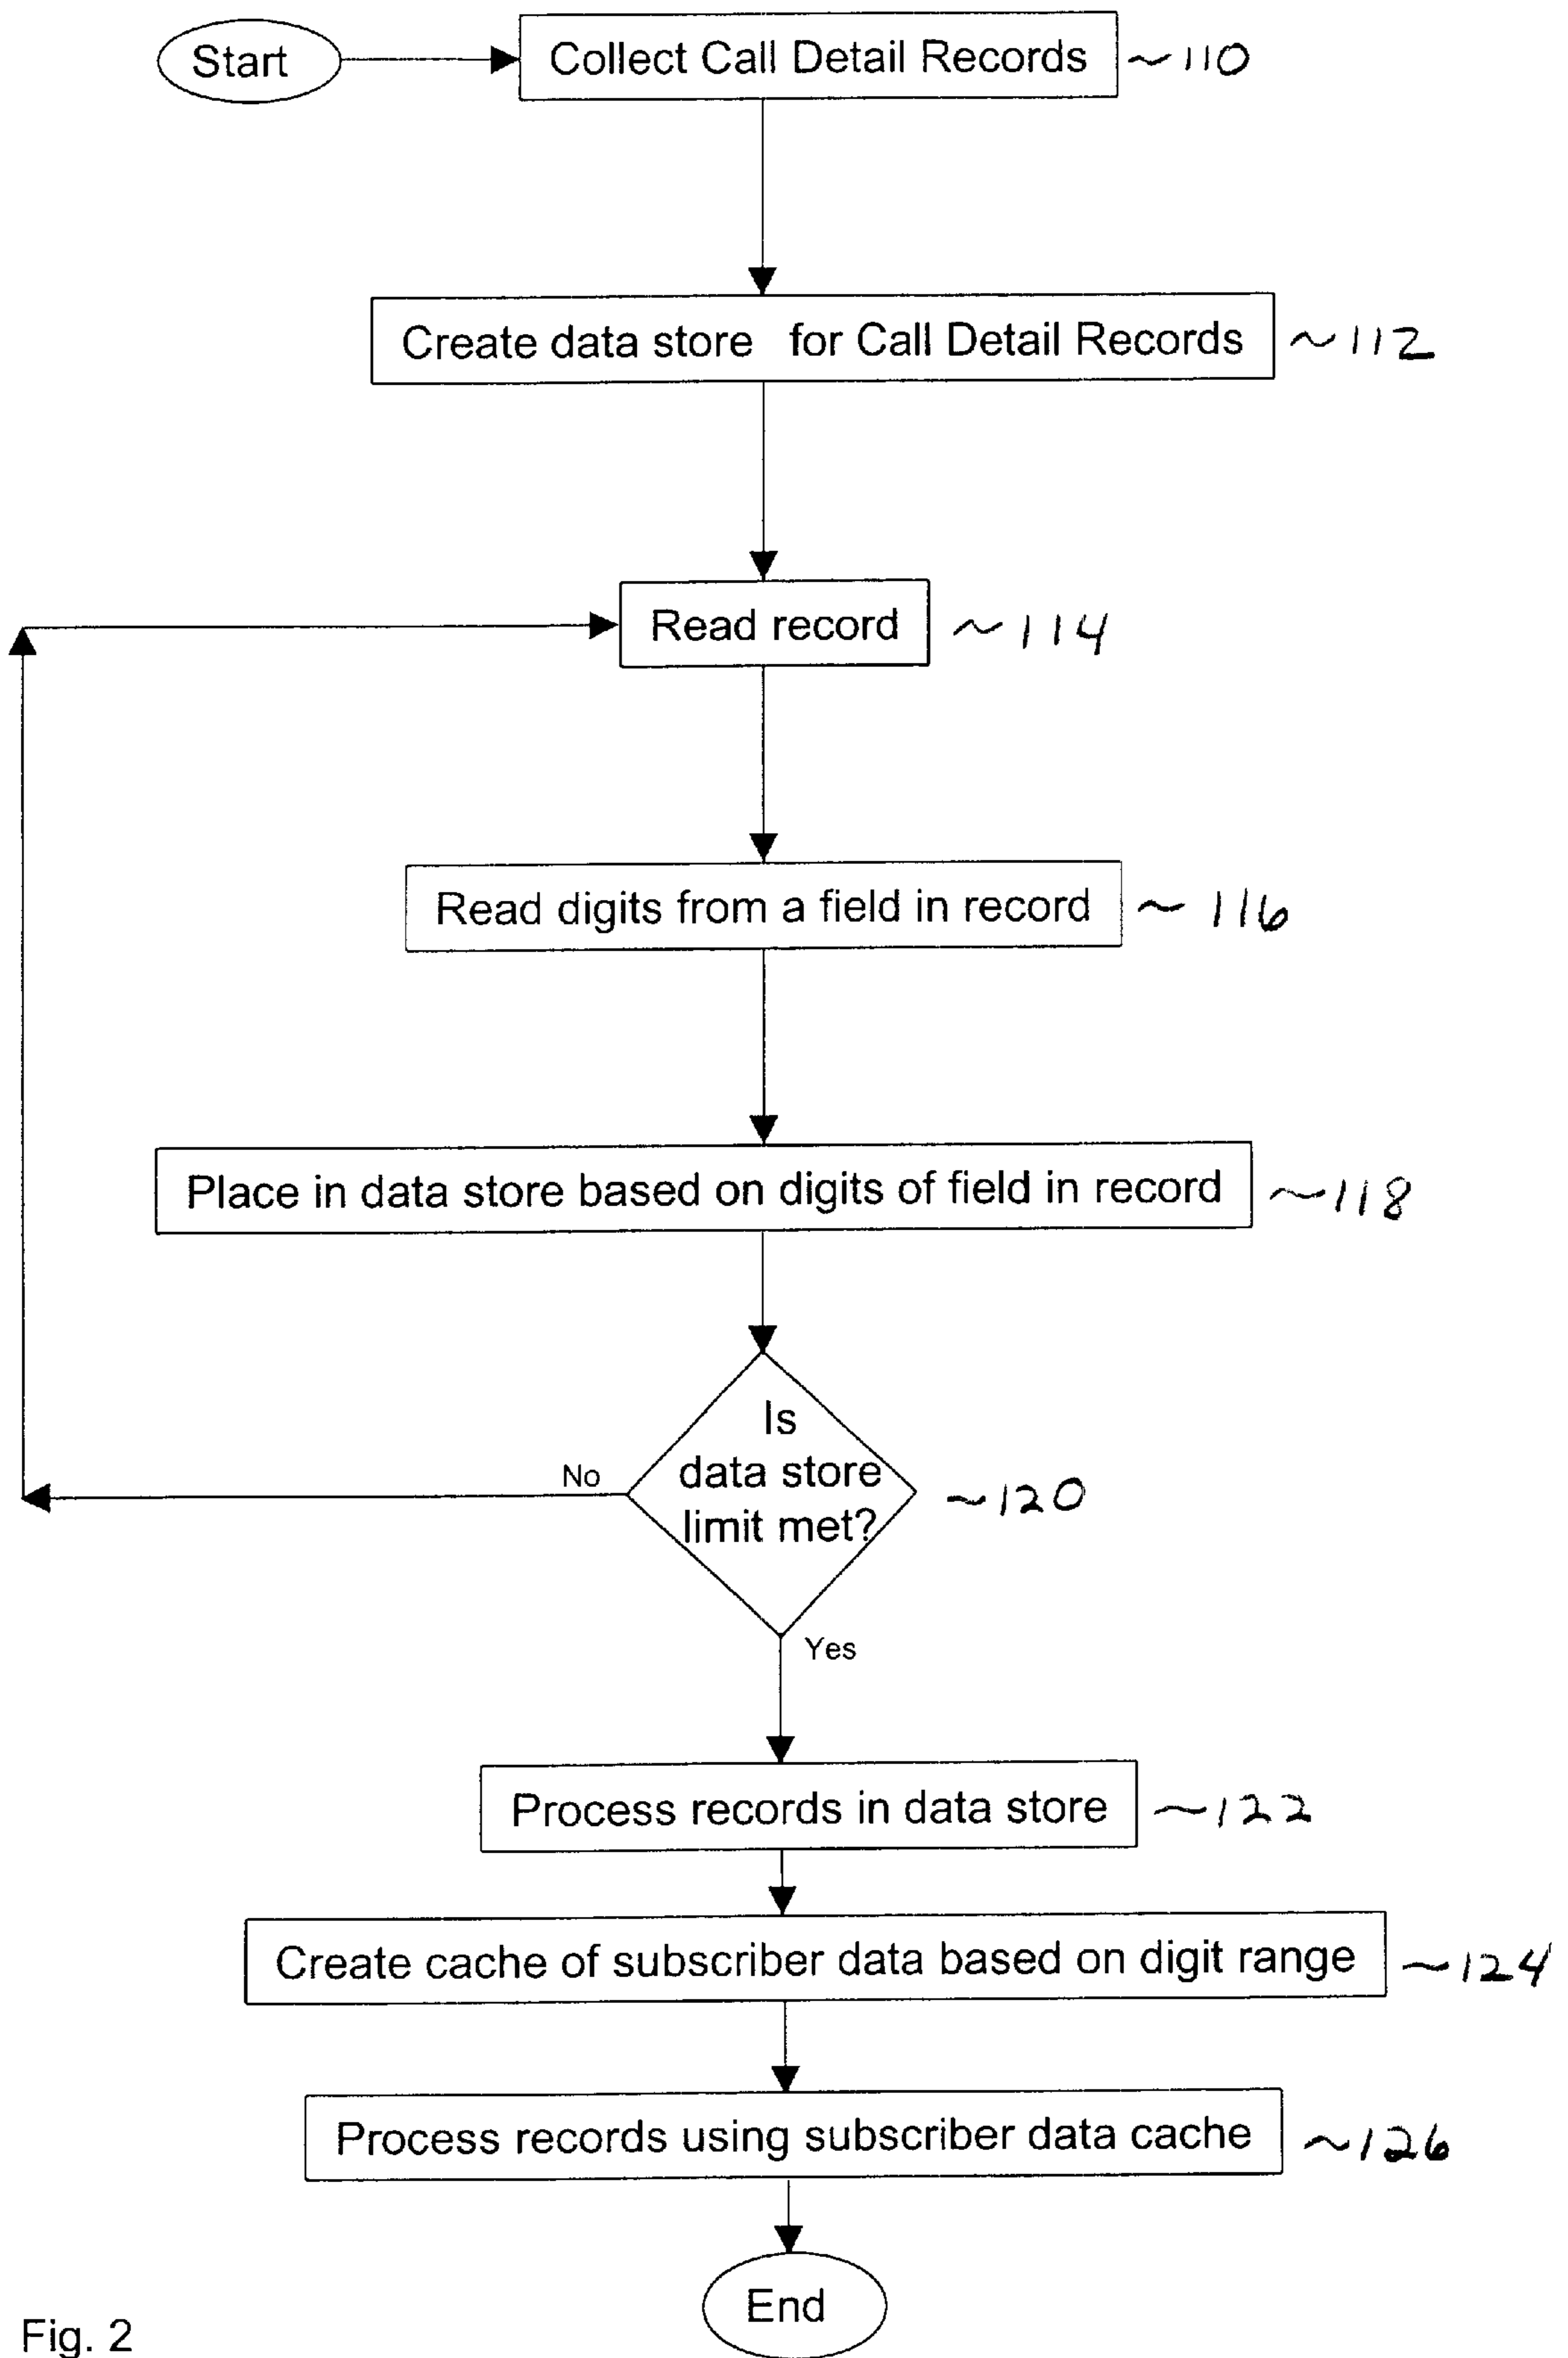 Start
Collect Call Detail Records ~110
Create data store for Call Detail Records ~112
Read record ~114
Read digits from a field in record ~116
Place in data store based on digits of field in record ~118
Is
data store
limit met?
~120
No
Yes
Process records in data store ~122
Create cache of subscriber data based on digit range ~124
Process records using subscriber data cache ~126
End
Fig. 2